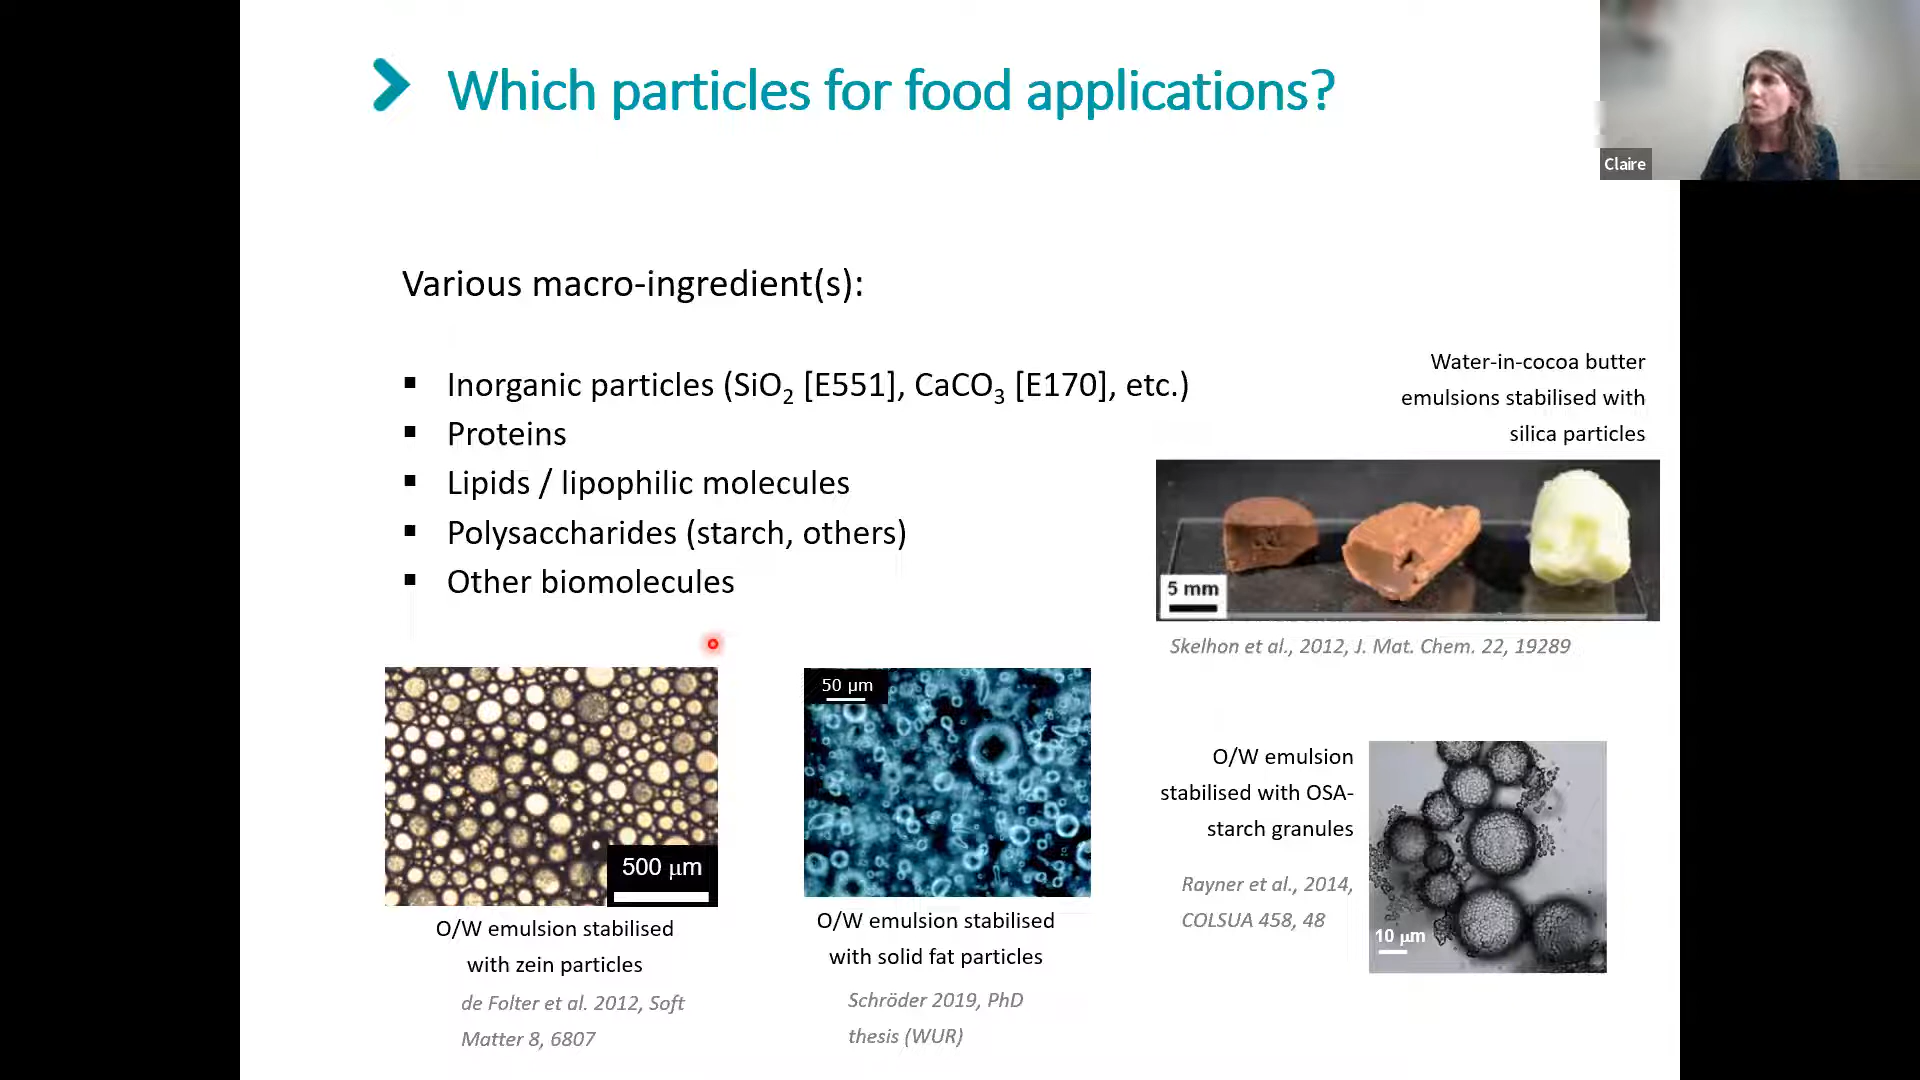 Which particles for food applications?
Claire
Various macro-ingredient(s):
▪ Inorganic particles (SiO₂ [E551], CaCO₃ [E170], etc.)
▪ Proteins
▪ Lipids / lipophilic molecules
▪ Polysaccharides (starch, others)
▪ Other biomolecules
Water-in-cocoa butter
emulsions stabilised with
silica particles
5 mm
Skelhon et al., 2012, J. Mat. Chem. 22, 19289
500 μm
O/W emulsion stabilised
with zein particles
de Folter et al. 2012, Soft
Matter 8, 6807
50 μm
O/W emulsion stabilised
with solid fat particles
Schröder 2019, PhD
thesis (WUR)
O/W emulsion
stabilised with OSA-
starch granules
Rayner et al., 2014,
COLSUA 458, 48
10 μm